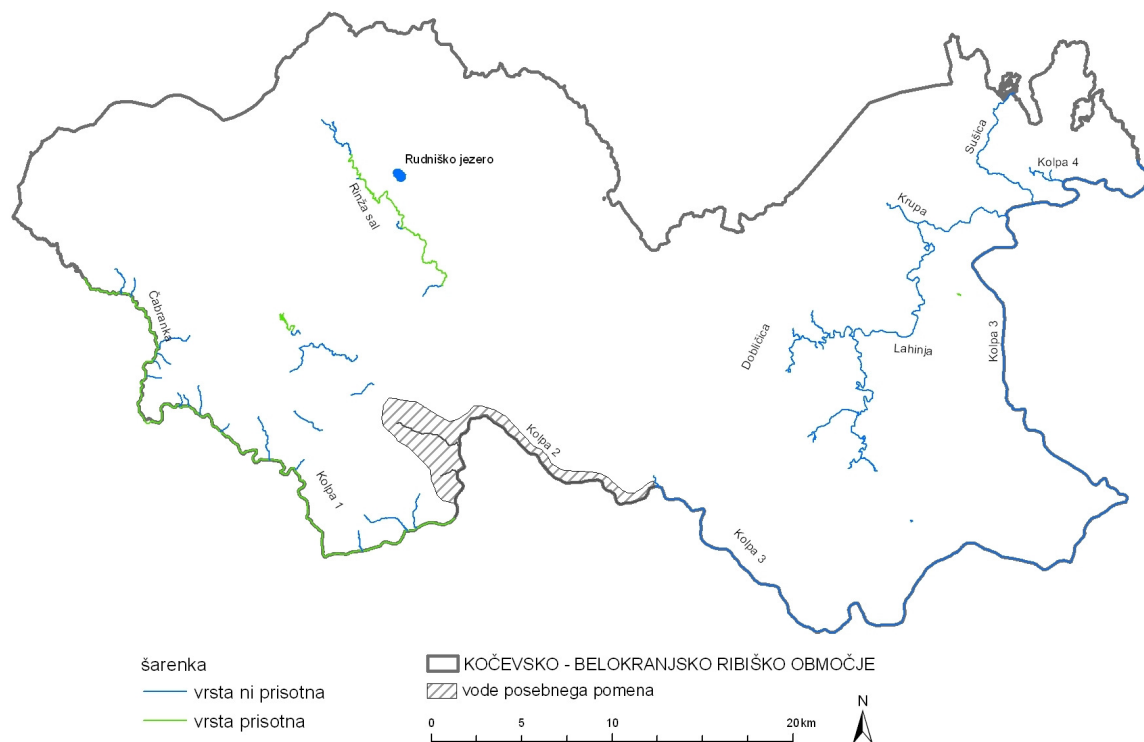 Sušica
Kolpa 4
Rudniško jezero
Rinža sal
Krupa
Čabranka
Kolpa 3
Dobličica
Lahinja
Kolpa 2
Kolpa 1
Kolpa 3
šarenka
vrsta ni prisotna
vrsta prisotna
KOČEVSKO - BELOKRANJSKO RIBIŠKO OBMOČJE
vode posebnega pomena
0 5 10 20 km
N